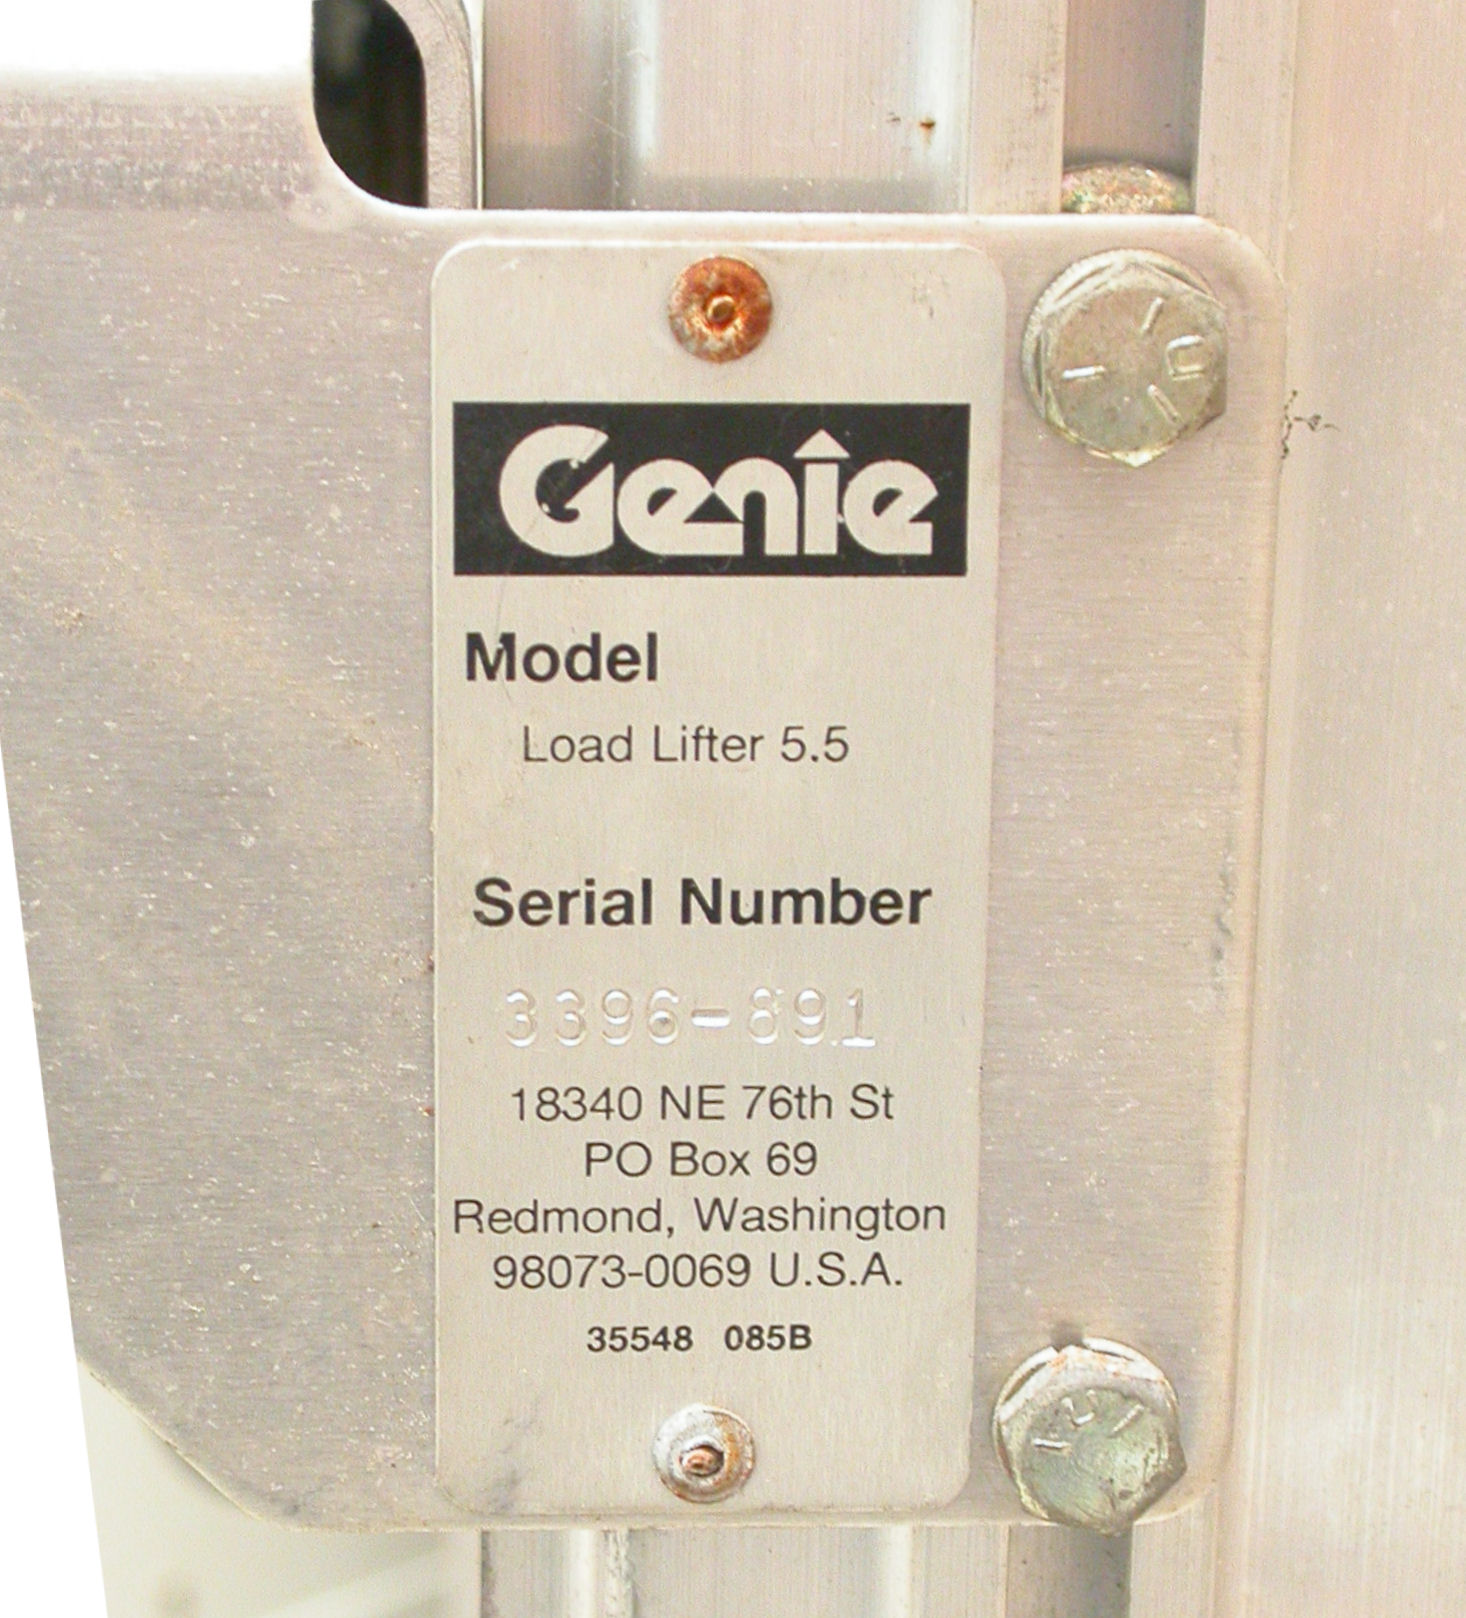 Genie
Model
Load Lifter 5.5
Serial Number
3396-891
18340 NE 76th St
PO Box 69
Redmond, Washington
98073-0069 U.S.A.
35548 085B